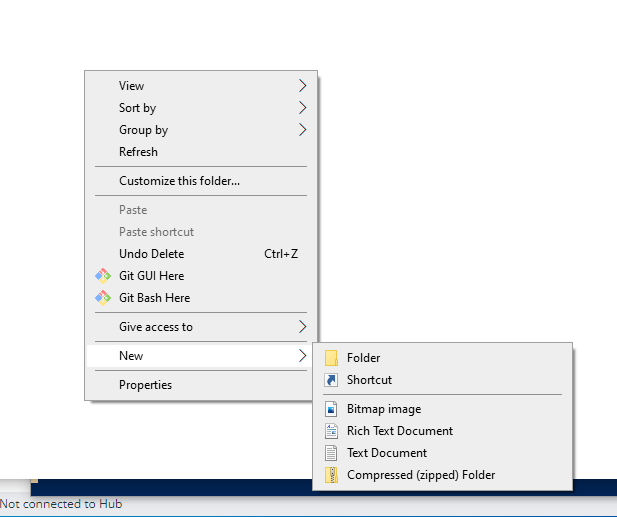 View
Sort by
Group by
Refresh
Customize this folder...
Paste
Paste shortcut
Undo Delete Ctrl+Z
Git GUI Here
Git Bash Here
Give access to
New
Properties
Folder
Shortcut
Bitmap image
Rich Text Document
Text Document
Compressed (zipped) Folder
Not connected to Hub